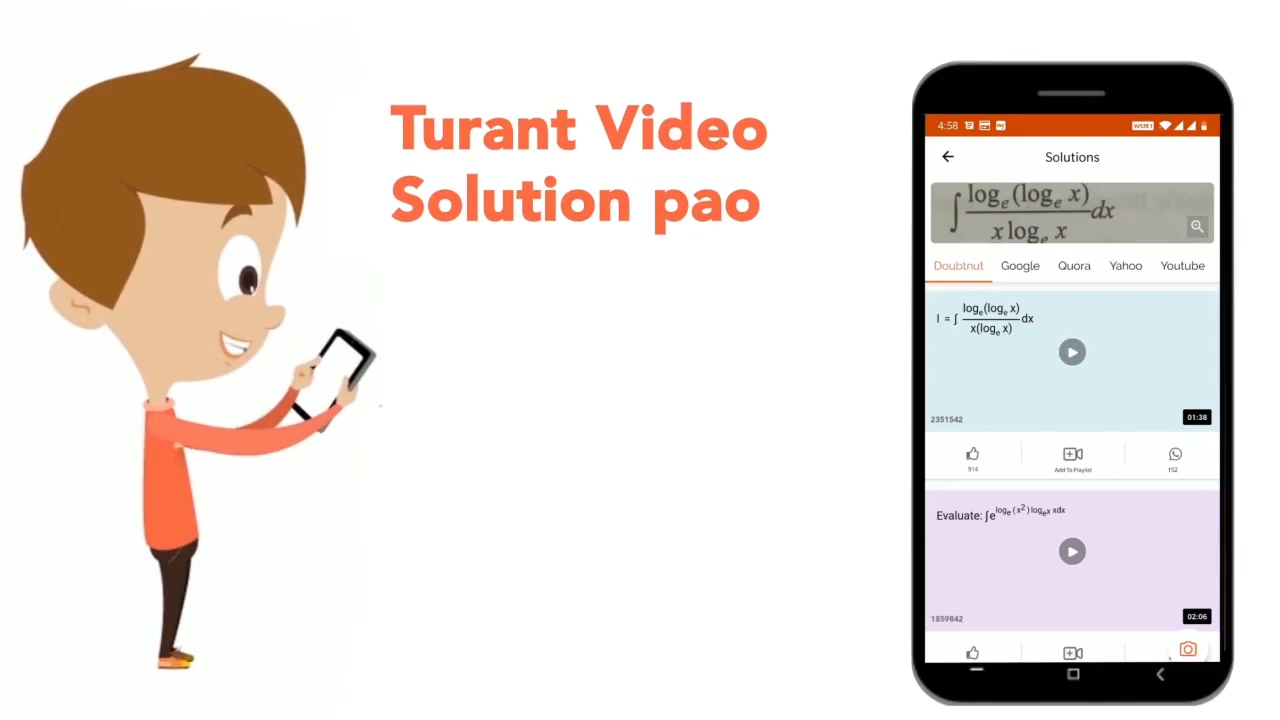 Turant Video
Solution pao
4:58
VoLTE1
Solutions
∫ logₑ(logₑ x) / x logₑ x dx
Doubtnut Google Quora Yahoo Youtube
I = ∫ logₑ(logₑ x) / x(logₑ x) dx
2351542 01:38
914 Add To Playlist 152
Evaluate: ∫e^logₑ(x²)logₑx xdx
1859842 02:06